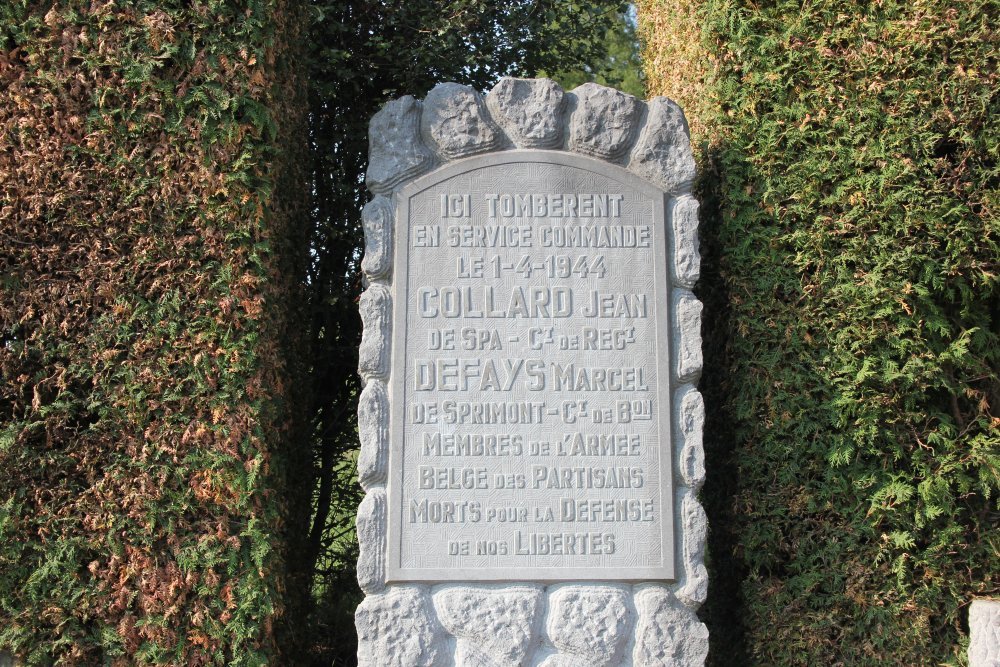 ICI TOMBERENT
EN SERVICE COMMANDE
LE 1-4-1944
COLLARD JEAN
DE SPA - CT DE REGT
DEFAYS MARCEL
DE SPRIMONT - CT DE BON
MEMBRES DE L'ARMEE
BELGE DES PARTISANS
MORTS POUR LA DEFENSE
DE NOS LIBERTES